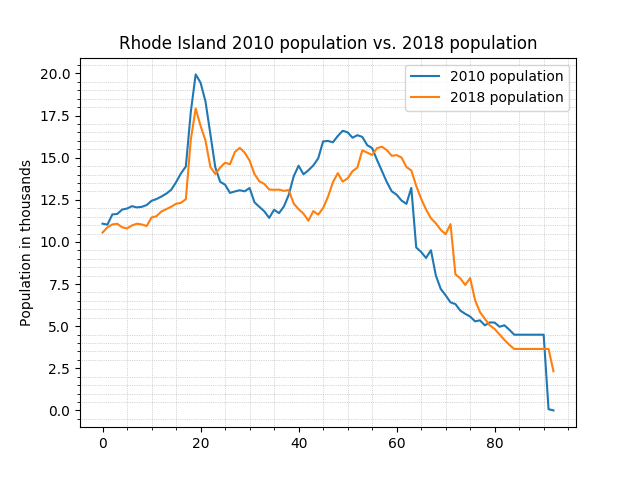 Rhode Island 2010 population vs. 2018 population
2010 population
2018 population
Population in thousands
20.0
17.5
15.0
12.5
10.0
7.5
5.0
2.5
0.0
0 20 40 60 80